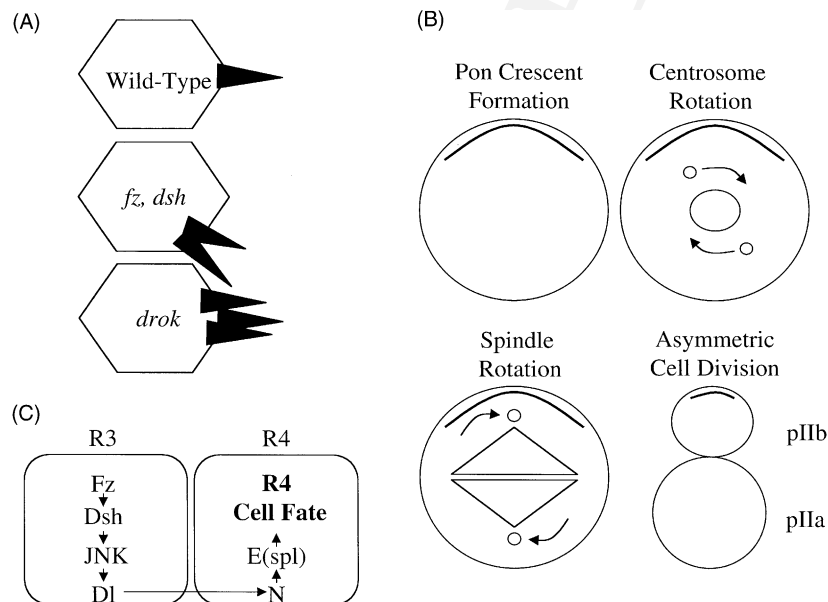 (A)
Wild-Type
fz, dsh
drok
(B)
Pon Crescent
Formation
Centrosome
Rotation
Spindle
Rotation
Asymmetric
Cell Division
pIIb
pIIa
(C)
R3
Fz
Dsh
JNK
Dl
R4
R4
Cell Fate
E(spl)
N